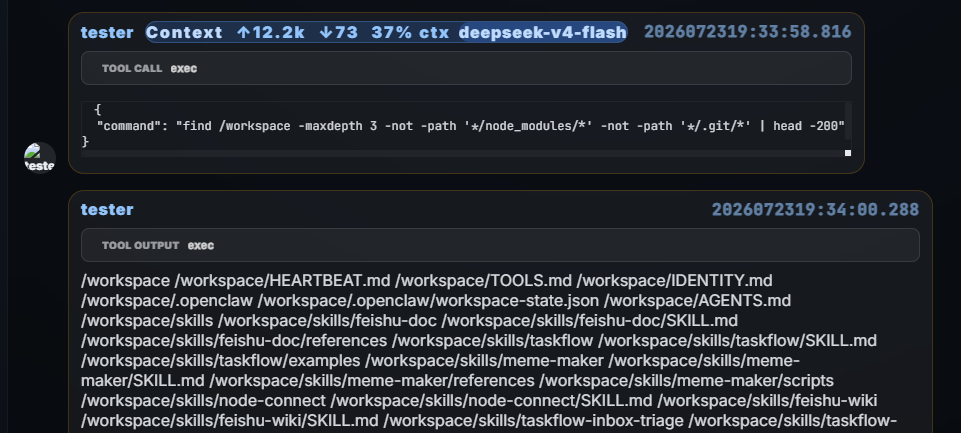 tester Context ↑12.2k ↓73 37% ctx deepseek-v4-flash 2026072319:33:58.816
TOOL CALL exec
{
"command": "find /workspace -maxdepth 3 -not -path '*/node_modules/*' -not -path '*/.git/*' | head -200"
}
teste
tester 2026072319:34:00.288
TOOL OUTPUT exec
/workspace /workspace/HEARTBEAT.md /workspace/TOOLS.md /workspace/IDENTITY.md
/workspace/.openclaw /workspace/.openclaw/workspace-state.json /workspace/AGENTS.md
/workspace/skills /workspace/skills/feishu-doc /workspace/skills/feishu-doc/SKILL.md
/workspace/skills/feishu-doc/references /workspace/skills/taskflow /workspace/skills/taskflow/SKILL.md
/workspace/skills/taskflow/examples /workspace/skills/meme-maker /workspace/skills/meme-
maker/SKILL.md /workspace/skills/meme-maker/references /workspace/skills/meme-maker/scripts
/workspace/skills/node-connect /workspace/skills/node-connect/SKILL.md /workspace/skills/feishu-wiki
/workspace/skills/feishu-wiki/SKILL.md /workspace/skills/taskflow-inbox-triage /workspace/skills/taskflow-